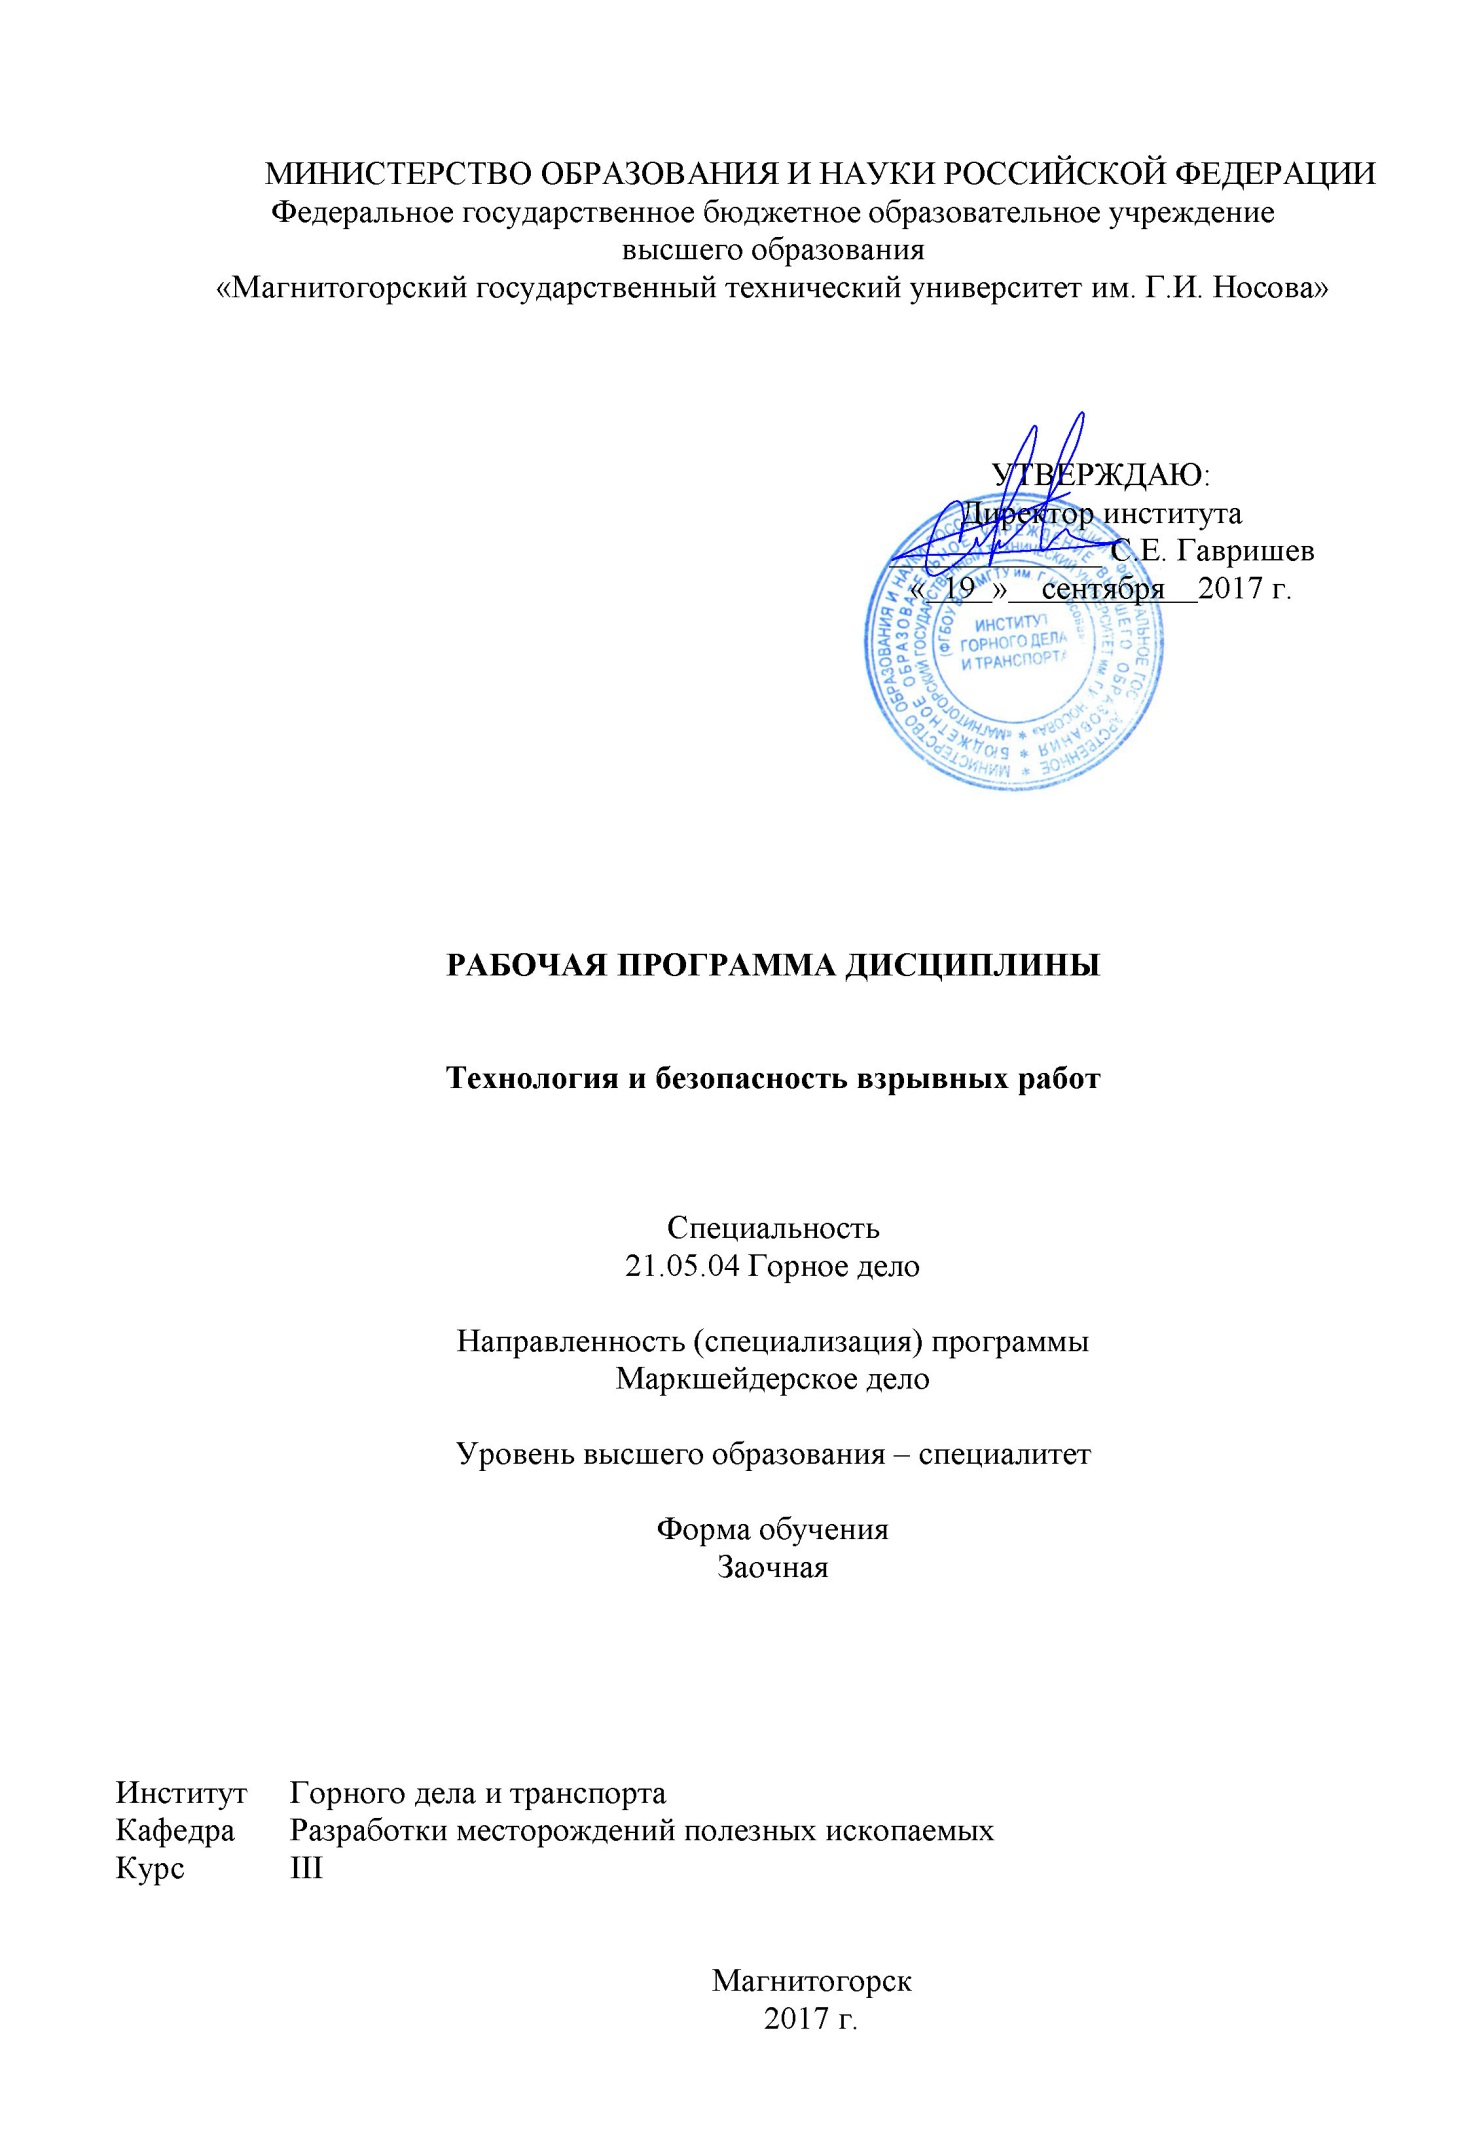 МИНИСТЕРСТВО ОБРАЗОВАНИЯ И НАУКИ РОССИЙСКОЙ ФЕДЕРАЦИИ
Федеральное государственное бюджетное образовательное учреждение
высшего образования
«Магнитогорский государственный технический университет им. Г.И. Носова»
УТВЕРЖДАЮ:
Директор института
С.Е. Гавришев
«_19_»__сентября__2017 г.
ИНСТИТУТ
ГОРНОГО ДЕЛА
И ТРАНСПОРТА
РАБОЧАЯ ПРОГРАММА ДИСЦИПЛИНЫ
Технология и безопасность взрывных работ
Специальность
21.05.04 Горное дело
Направленность (специализация) программы
Маркшейдерское дело
Уровень высшего образования – специалитет
Форма обучения
Заочная
Институт Горного дела и транспорта
Кафедра Разработки месторождений полезных ископаемых
Курс III
Магнитогорск
2017 г.